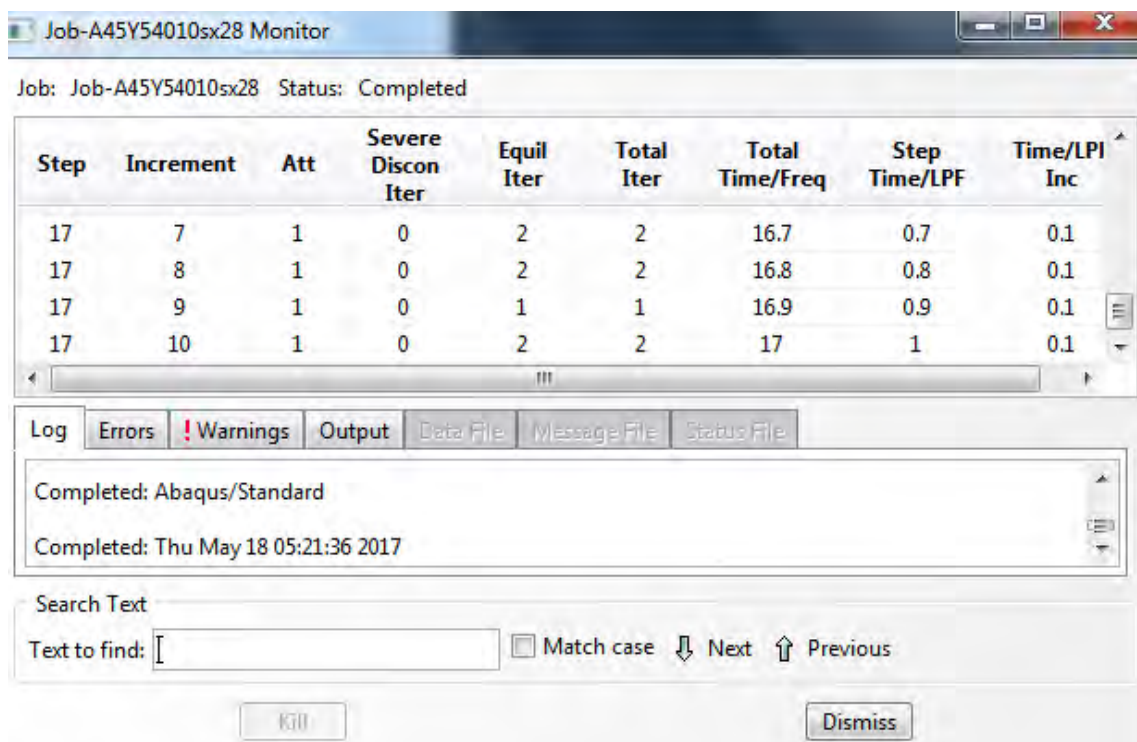 Job-A45Y54010sx28 Monitor
Job: Job-A45Y54010sx28 Status: Completed
Step Increment Att Severe Discon Iter Equil Iter Total Iter Total Time/Freq Step Time/LPF Time/LPI Inc
17 7 1 0 2 2 16.7 0.7 0.1
17 8 1 0 2 2 16.8 0.8 0.1
17 9 1 0 1 1 16.9 0.9 0.1
17 10 1 0 2 2 17 1 0.1
Log Errors ! Warnings Output Data File Message File Status File
Completed: Abaqus/Standard
Completed: Thu May 18 05:21:36 2017
Search Text
Text to find: Match case Next Previous
Kill Dismiss